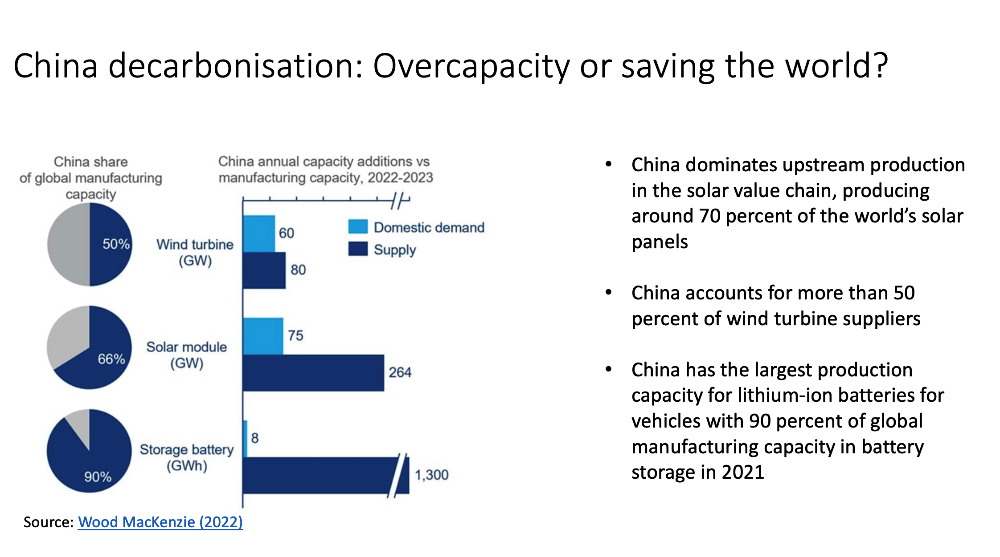 China decarbonisation: Overcapacity or saving the world?
China share
of global manufacturing
capacity
China annual capacity additions vs
manufacturing capacity, 2022-2023
Domestic demand
Supply
50%
Wind turbine
(GW)
60
80
66%
Solar module
(GW)
75
264
90%
Storage battery
(GWh)
8
1,300
Source: Wood MacKenzie (2022)
• China dominates upstream production
in the solar value chain, producing
around 70 percent of the world’s solar
panels
• China accounts for more than 50
percent of wind turbine suppliers
• China has the largest production
capacity for lithium-ion batteries for
vehicles with 90 percent of global
manufacturing capacity in battery
storage in 2021